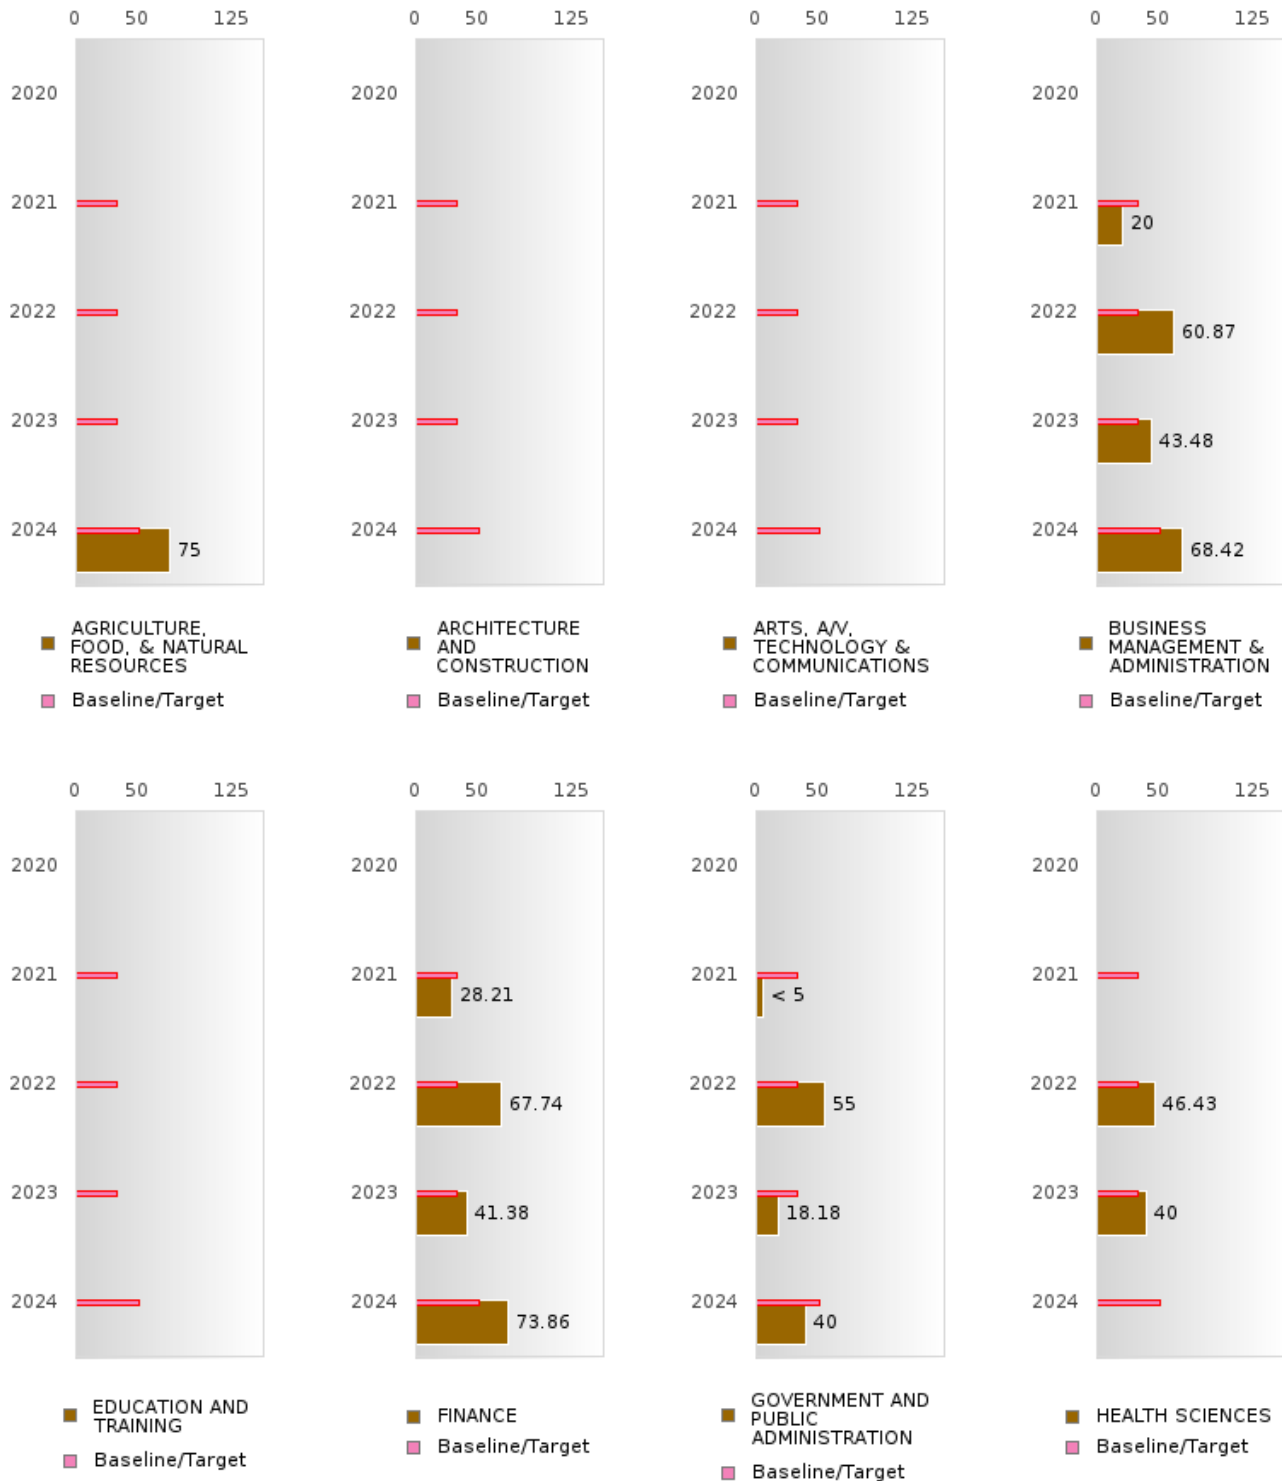 0 50 125
2020
2021
2022
2023
2024
75
AGRICULTURE,
FOOD, & NATURAL
RESOURCES
Baseline/Target
0 50 125
2020
2021
2022
2023
2024
ARCHITECTURE
AND
CONSTRUCTION
Baseline/Target
0 50 125
2020
2021
2022
2023
2024
ARTS, A/V,
TECHNOLOGY &
COMMUNICATIONS
Baseline/Target
0 50 125
2020
2021
20
2022
60.87
2023
43.48
2024
68.42
BUSINESS
MANAGEMENT &
ADMINISTRATION
Baseline/Target
0 50 125
2020
2021
2022
2023
2024
EDUCATION AND
TRAINING
Baseline/Target
0 50 125
2020
2021
28.21
2022
67.74
2023
41.38
2024
73.86
FINANCE
Baseline/Target
0 50 125
2020
2021
< 5
2022
55
2023
18.18
2024
40
GOVERNMENT AND
PUBLIC
ADMINISTRATION
Baseline/Target
0 50 125
2020
2021
2022
46.43
2023
40
2024
HEALTH SCIENCES
Baseline/Target